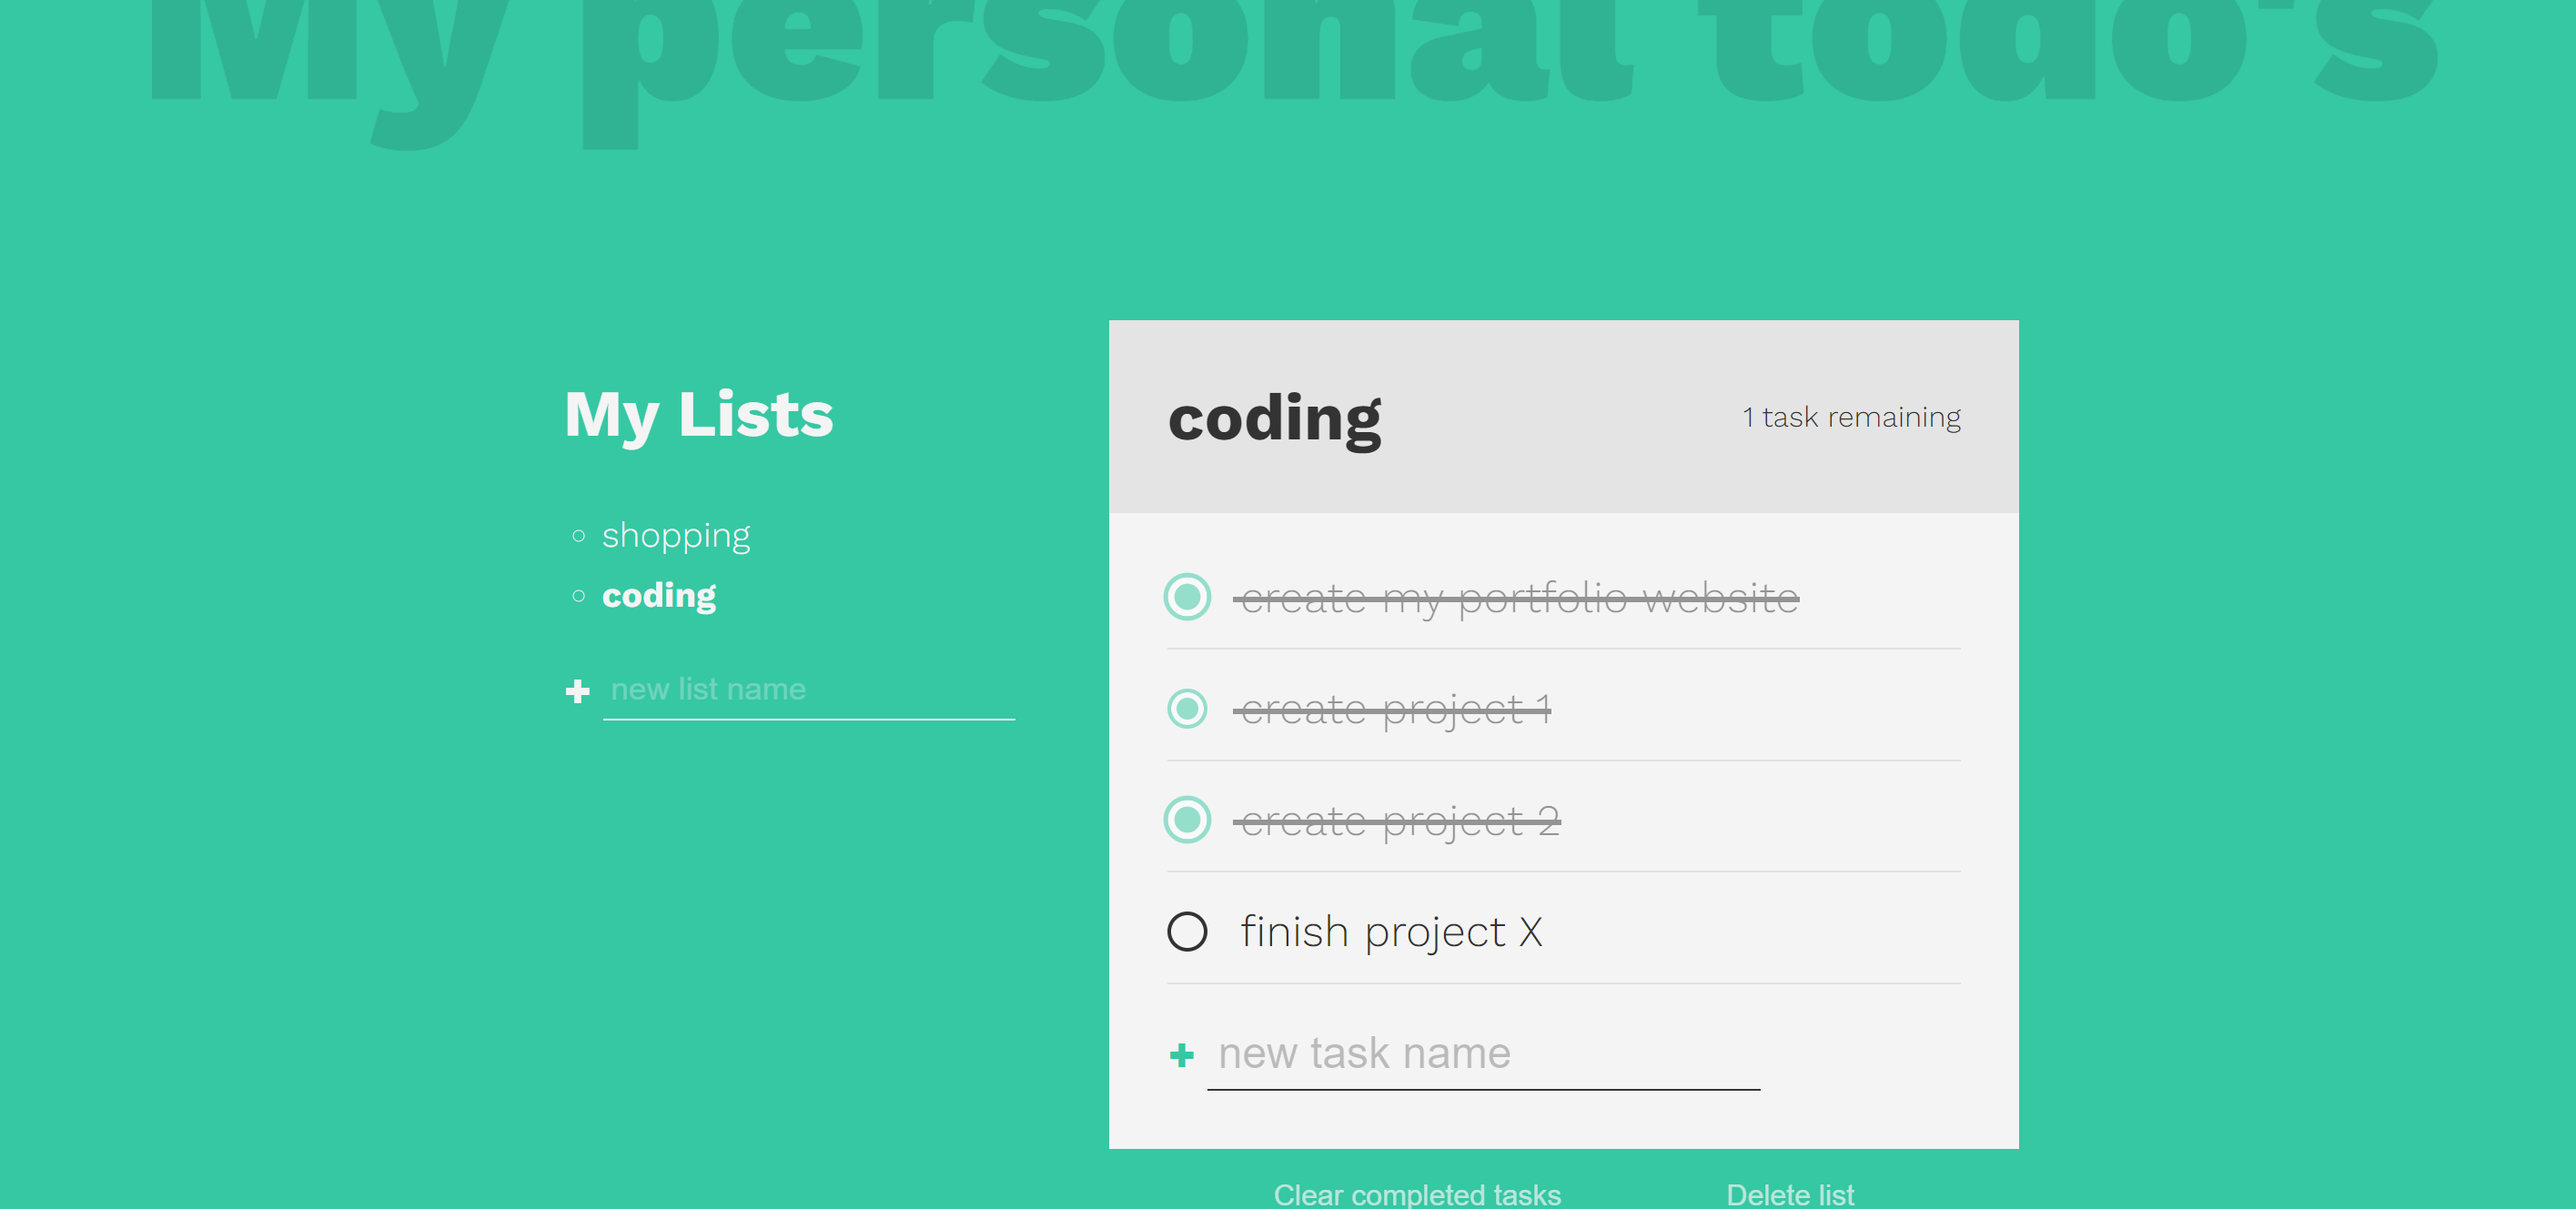 My personal todo's
My Lists
shopping
coding
new list name
coding
1 task remaining
create my portfolio website
create project 1
create project 2
finish project X
new task name
Clear completed tasks
Delete list